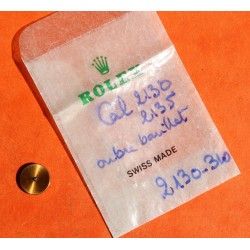 ROLEX
Cal 2130
2135
arbre barillet
SWISS MADE
2130-310